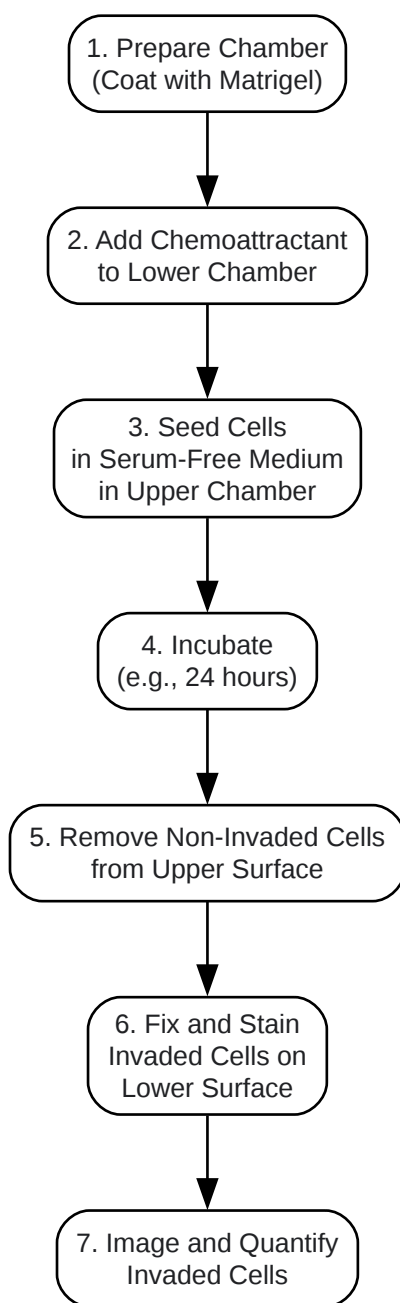 1. Prepare Chamber
(Coat with Matrigel)
2. Add Chemoattractant
to Lower Chamber
3. Seed Cells
in Serum-Free Medium
in Upper Chamber
4. Incubate
(e.g., 24 hours)
5. Remove Non-Invaded Cells
from Upper Surface
6. Fix and Stain
Invaded Cells on
Lower Surface
7. Image and Quantify
Invaded Cells